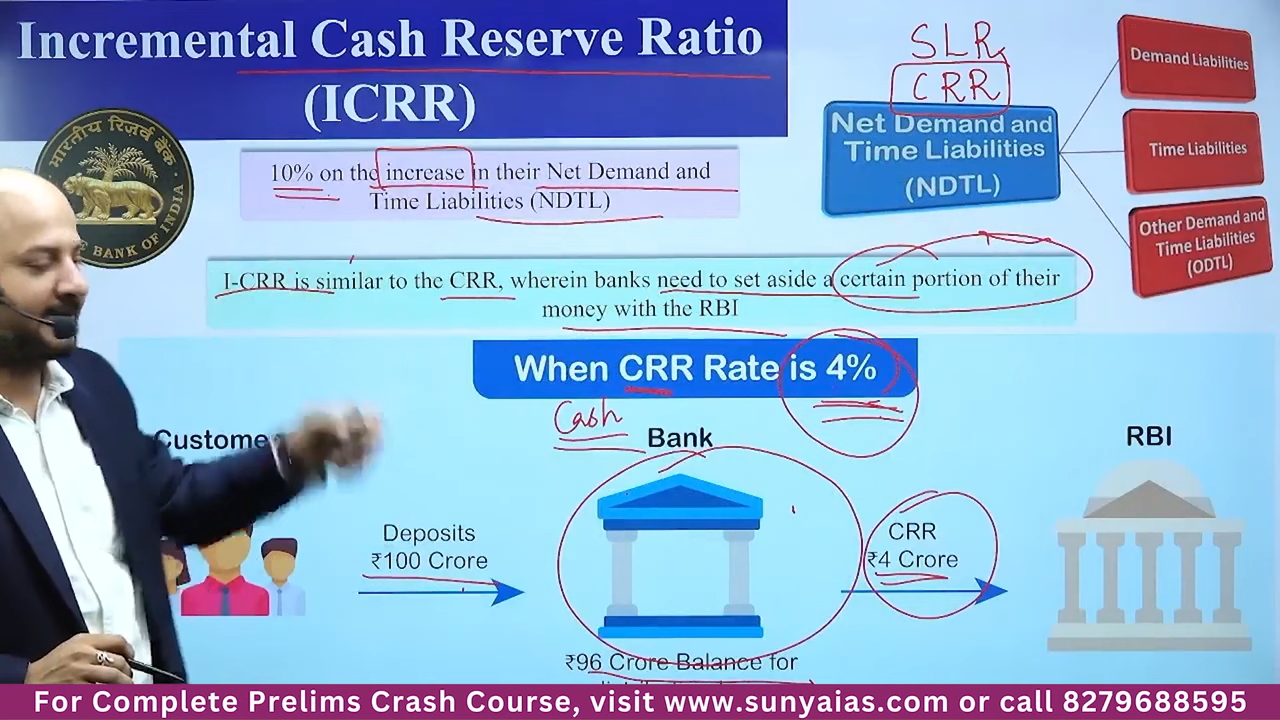 Incremental Cash Reserve Ratio
(ICRR)
SLR
CRR
Net Demand and
Time Liabilities
(NDTL)
Demand Liabilities
Time Liabilities
Other Demand and
Time Liabilities
(ODTL)
भारतीय रिज़र्व बैंक
BANK OF INDIA
10% on the increase in their Net Demand and
Time Liabilities (NDTL)
I-CRR is similar to the CRR, wherein banks need to set aside a certain portion of their
money with the RBI
When CRR Rate is 4%
Cash
Bank
RBI
Deposits
₹100 Crore
CRR
₹4 Crore
₹96 Crore Balance for
For Complete Prelims Crash Course, visit www.sunyaias.com or call 8279688595